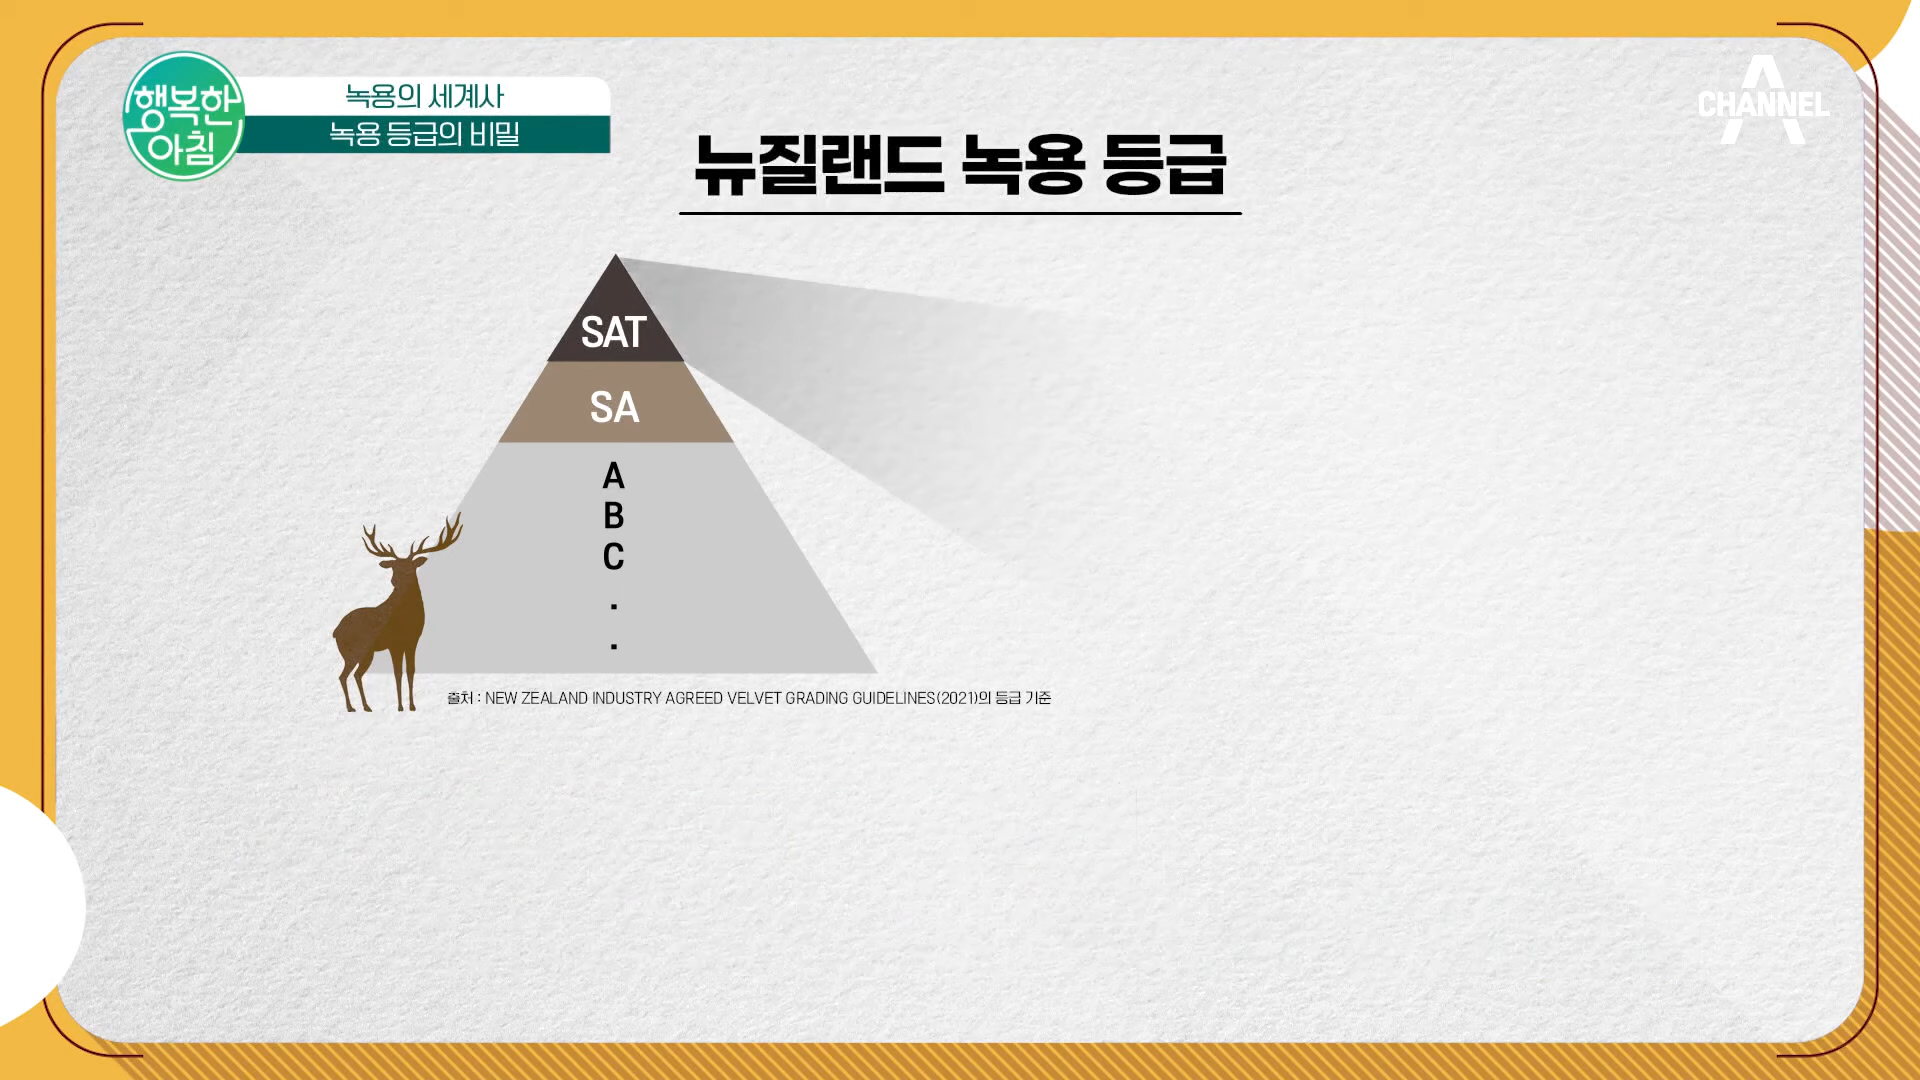 행복한
아침
녹용의 세계사
녹용 등급의 비밀
CHANNEL A
뉴질랜드 녹용 등급
SAT
SA
A
B
C
.
.
출처 : NEW ZEALAND INDUSTRY AGREED VELVET GRADING GUIDELINES(2021)의 등급 기준